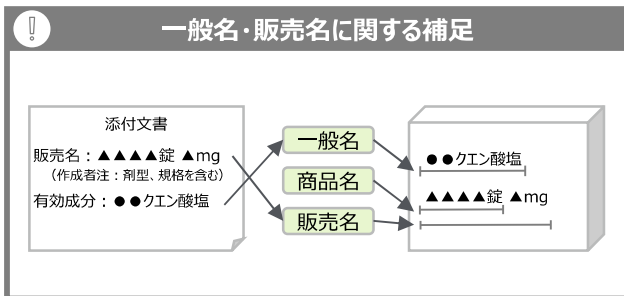 一般名・販売名に関する補足
添付文書
販売名：▲▲▲▲錠 ▲mg
（作成者注：剤型、規格を含む）
有効成分：●●クエン酸塩
一般名
商品名
販売名
●●クエン酸塩
▲▲▲▲錠 ▲mg